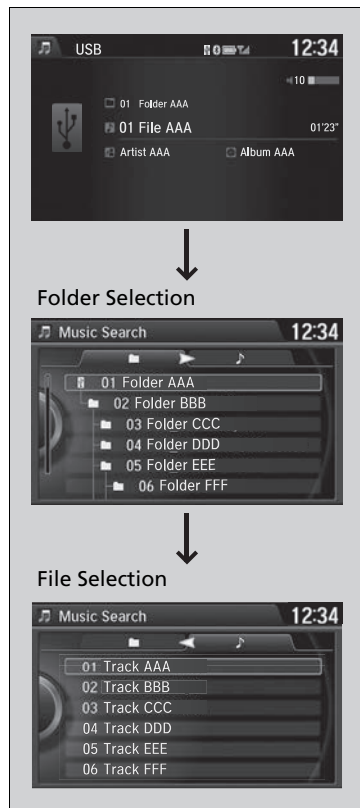 USB 12:34
10
01 Folder AAA
01 File AAA 01'23"
Artist AAA Album AAA
Folder Selection
Music Search 12:34
01 Folder AAA
02 Folder BBB
03 Folder CCC
04 Folder DDD
05 Folder EEE
06 Folder FFF
File Selection
Music Search 12:34
01 Track AAA
02 Track BBB
03 Track CCC
04 Track DDD
05 Track EEE
06 Track FFF